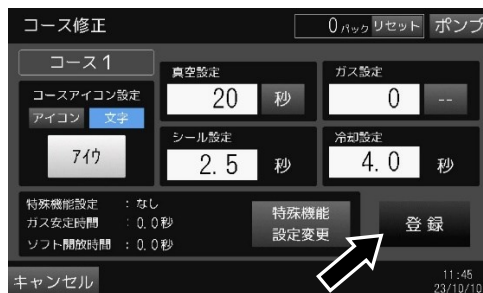 コース修正
0 パック リセット ポンプ
コース1
コースアイコン設定
アイコン 文字
アイウ
真空設定
20 秒
ガス設定
0 --
シール設定
2.5 秒
冷却設定
4.0 秒
特殊機能設定 : なし
ガス安定時間 : 0.0秒
ソフト開放時間 : 0.0秒
特殊機能
設定変更
登録
キャンセル
11:45
23/10/10